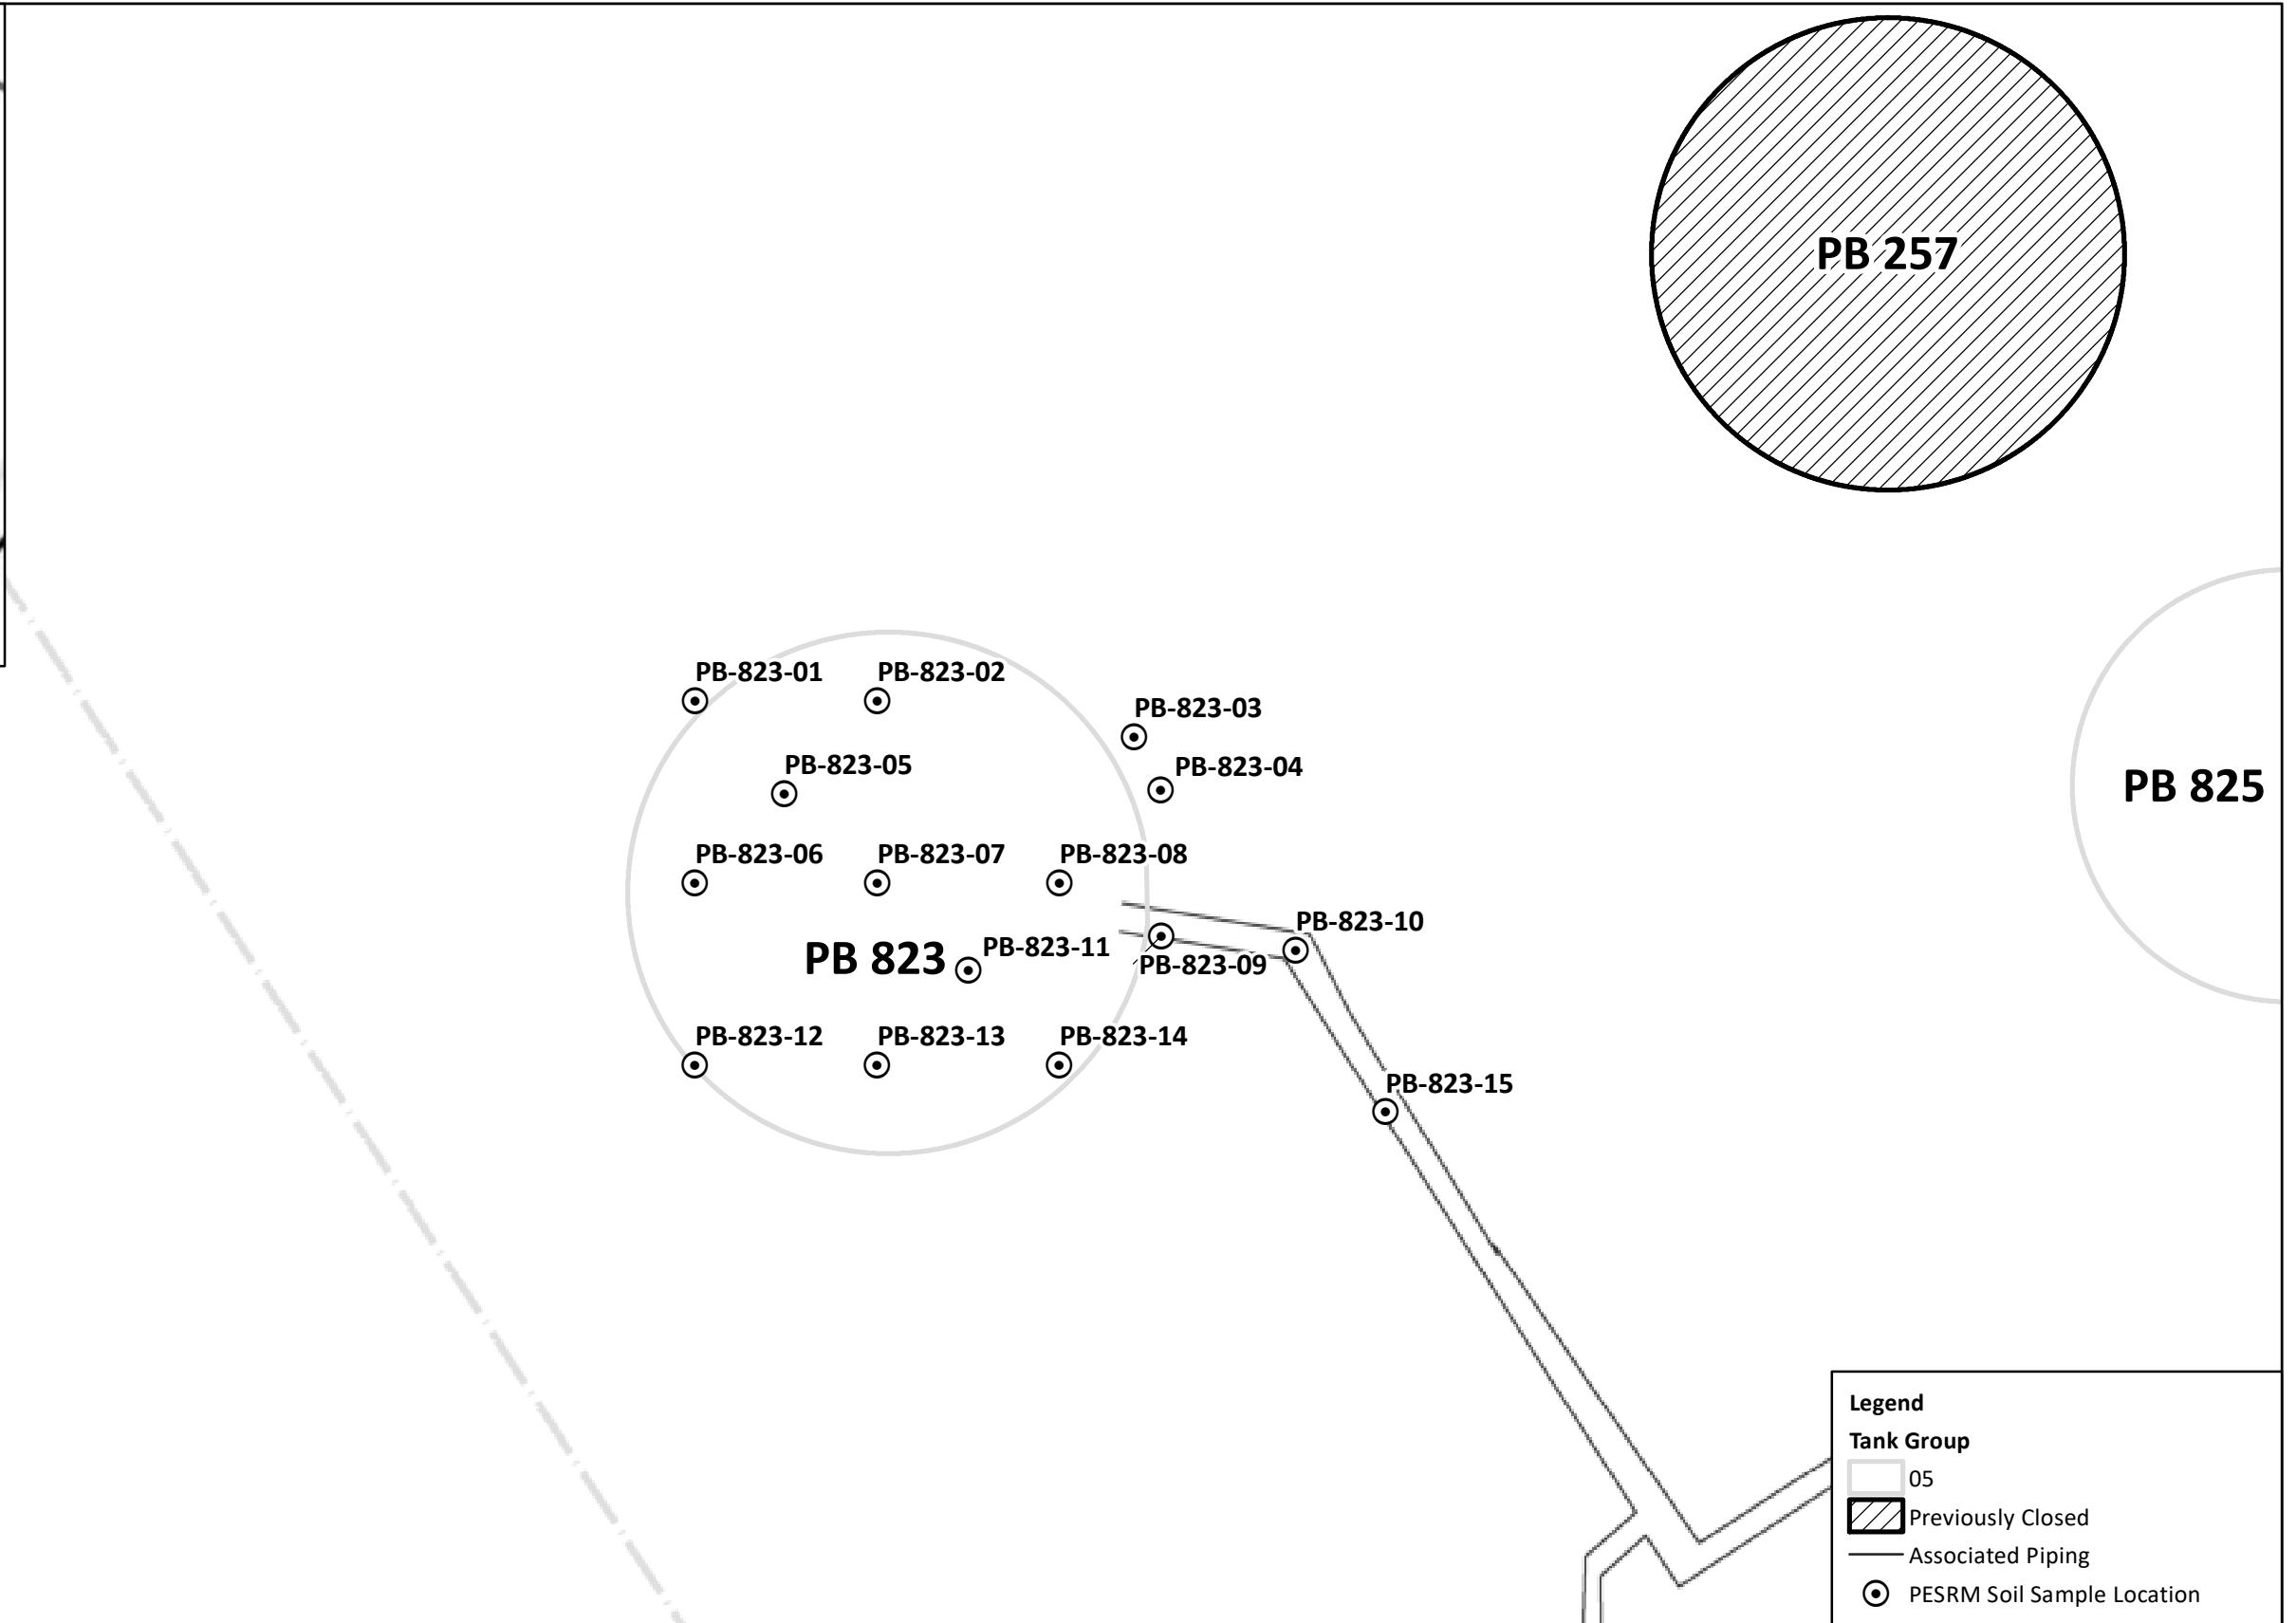 PB 257
PB-823-01
PB-823-02
PB-823-03
PB-823-05
PB-823-04
PB 825
PB-823-06
PB-823-07
PB-823-08
PB-823-10
PB 823
PB-823-11
PB-823-09
PB-823-12
PB-823-13
PB-823-14
PB-823-15
Legend
Tank Group
05
Previously Closed
Associated Piping
PESRM Soil Sample Location